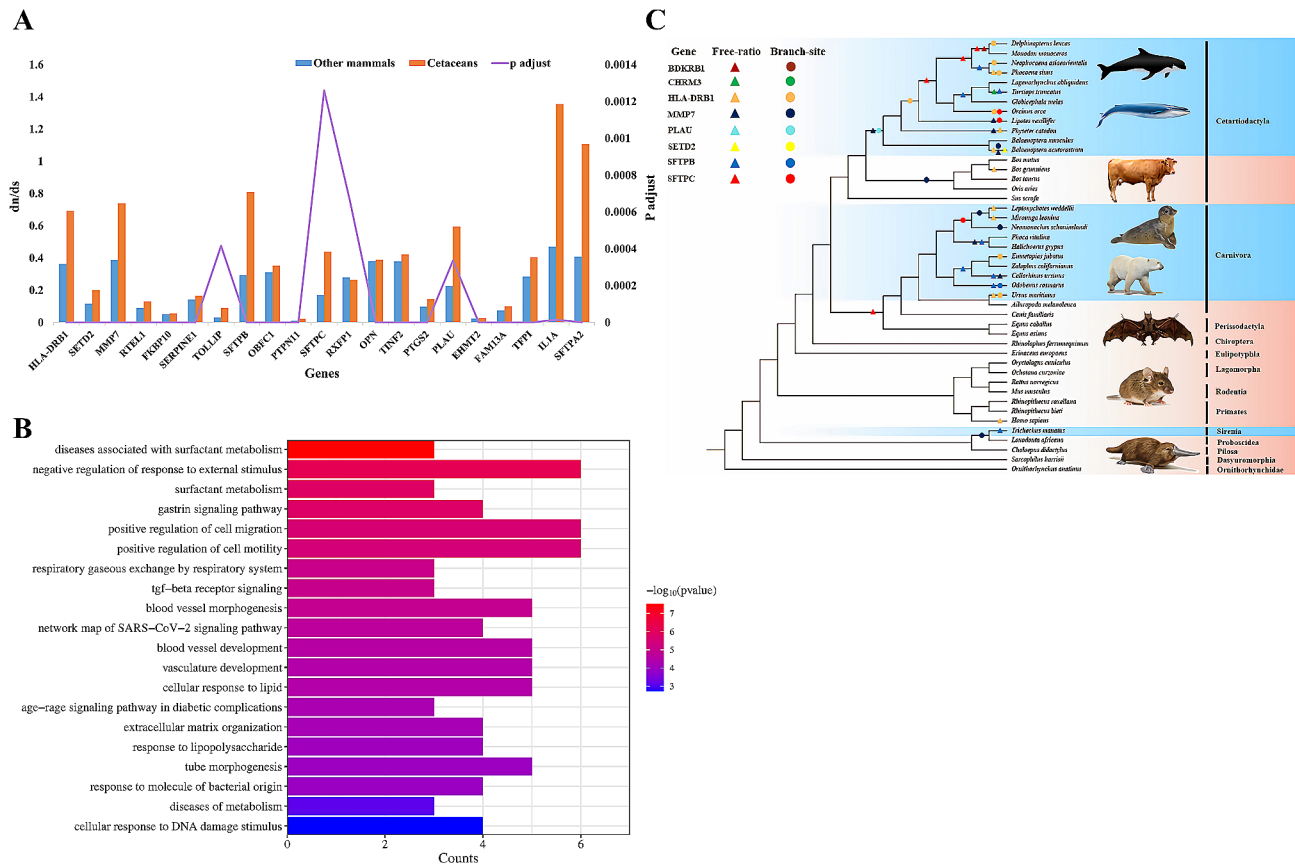 A
Other mammals
Cetaceans
p adjust
1.6
1.4
1.2
1
0.8
0.6
0.4
0.2
0
dn/ds
0.0014
0.0012
0.001
0.0008
0.0006
0.0004
0.0002
0
P adjust
HLA-DRB1
SETD2
MMP7
RTEL1
FKBP10
SERPINE1
TOLLIP
SFTPB
OBFC1
PTPN11
SFTPC
RXFP1
OPN
TINF2
PTGS2
PLAU
EHMT2
FAM13A
TFPI
IL1A
SFTPA2
Genes
B
diseases associated with surfactant metabolism
negative regulation of response to external stimulus
surfactant metabolism
gastrin signaling pathway
positive regulation of cell migration
positive regulation of cell motility
respiratory gaseous exchange by respiratory system
tgf−beta receptor signaling
blood vessel morphogenesis
network map of SARS−CoV−2 signaling pathway
blood vessel development
vasculature development
cellular response to lipid
age−rage signaling pathway in diabetic complications
extracellular matrix organization
response to lipopolysaccharide
tube morphogenesis
response to molecule of bacterial origin
diseases of metabolism
cellular response to DNA damage stimulus
0
2
4
6
Counts
−log10(pvalue)
7
6
5
4
3
C
Gene Free-ratio Branch-site
BDKRB1
CHRM3
HLA-DRB1
MMP7
PLAU
SETD2
SFTPB
SFTPC
Delphinapterus leucas
Monodon monoceros
Neophocaena asiaeorientalis
Phocoena sinus
Lagenorhynchus obliquidens
Tursiops truncatus
Globicephala melas
Orcinus orca
Lipotes vexillifer
Physeter catodon
Balaenoptera musculus
Balaenoptera acutorostrata
Bos mutus
Bos grunniens
Bos taurus
Ovis aries
Sus scrofa
Leptonychotes weddellii
Mirounga leonina
Neomonachus schauinslandi
Phoca vitulina
Halichoerus grypus
Eumetopias jubatus
Zalophus californianus
Callorhinus ursinus
Odobenus rosmarus
Ursus maritimus
Ailuropoda melanoleuca
Canis familiaris
Equus caballus
Equus asinus
Rhinolophus ferrumequinum
Erinaceus europaeus
Oryctolagus cuniculus
Ochotona curzoniae
Rattus norvegicus
Mus musculus
Rhinopithecus roxellana
Rhinopithecus bieti
Homo sapiens
Trichechus manatus
Loxodonta africana
Choloepus didactylus
Sarcophilus harrisii
Ornithorhynchus anatinus
Cetartiodactyla
Carnivora
Perissodactyla
Chiroptera
Eulipotyphla
Lagomorpha
Rodentia
Primates
Sirenia
Proboscidea
Pilosa
Dasyuromorphia
Ornithorhynchidae